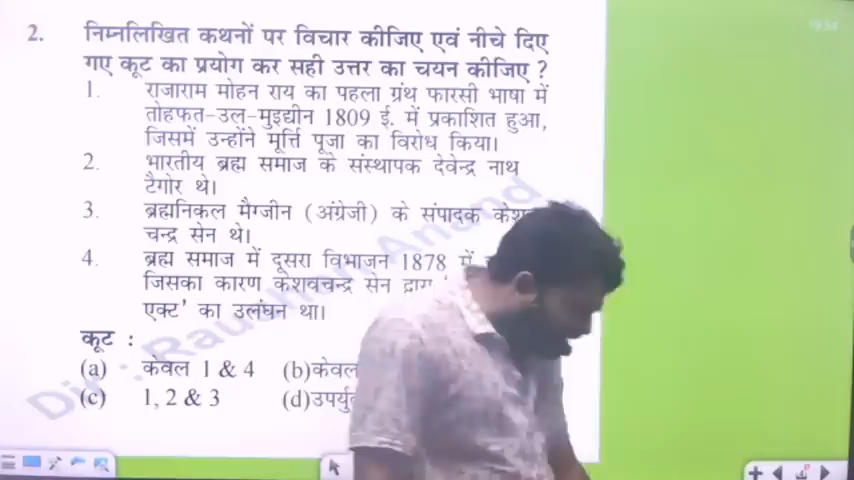 2. निम्नलिखित कथनों पर विचार कीजिए एवं नीचे दिए
गए कूट का प्रयोग कर सही उत्तर का चयन कीजिए ?
1. राजाराम मोहन राय का पहला ग्रंथ फारसी भाषा में
तोहफत-उल-मुइद्यीन 1809 ई. में प्रकाशित हुआ,
जिसमें उन्होंने मूर्त्ति पूजा का विरोध किया।
2. भारतीय ब्रह्म समाज के संस्थापक देवेन्द्र नाथ
टैगोर थे।
3. ब्रह्मनिकल मैग्जीन (अंग्रेजी) के संपादक
चन्द्र सेन थे।
4. ब्रह्म समाज में दूसरा विभाजन 1878 में
जिसका कारण केशवचन्द्र सेन द्वारा
एक्ट' का उलंघन था।
कूट :
(a) केवल 1 & 4 (b) केवल
(c) 1, 2 & 3 (d)